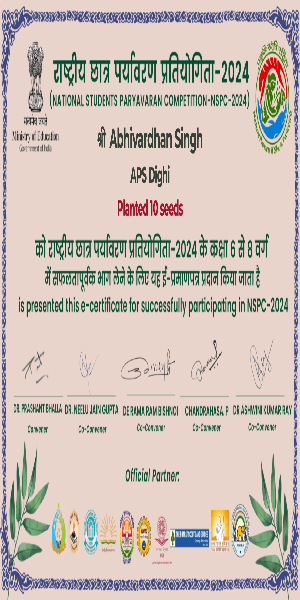 राष्ट्रीय छात्र पर्यावरण प्रतियोगिता-2024
(NATIONAL STUDENTS PARYAVARAN COMPETITION-NSPC-2024)
सत्यमेव जयते
Ministry of Education
Government of India
श्री Abhivardhan Singh
APS Dighi
Planted 10 seeds
को राष्ट्रीय छात्र पर्यावरण प्रतियोगिता-2024 के कक्षा 6 से 8 वर्ग
में सफलतापूर्वक भाग लेने के लिए यह ई-प्रमाणपत्र प्रदान किया जाता है
is presented this e-certificate for successfully participating in NSPC-2024
DR. PRASHANT BHALLA DR. NEELU JAIN GUPTA DR RAMA RAM BISHNOI CHANDRAHASA. P DR ASHWINI KUMAR RAY
Convener Co-Convener Co-Convener Co-Convener Co-Convener
Official Partner: